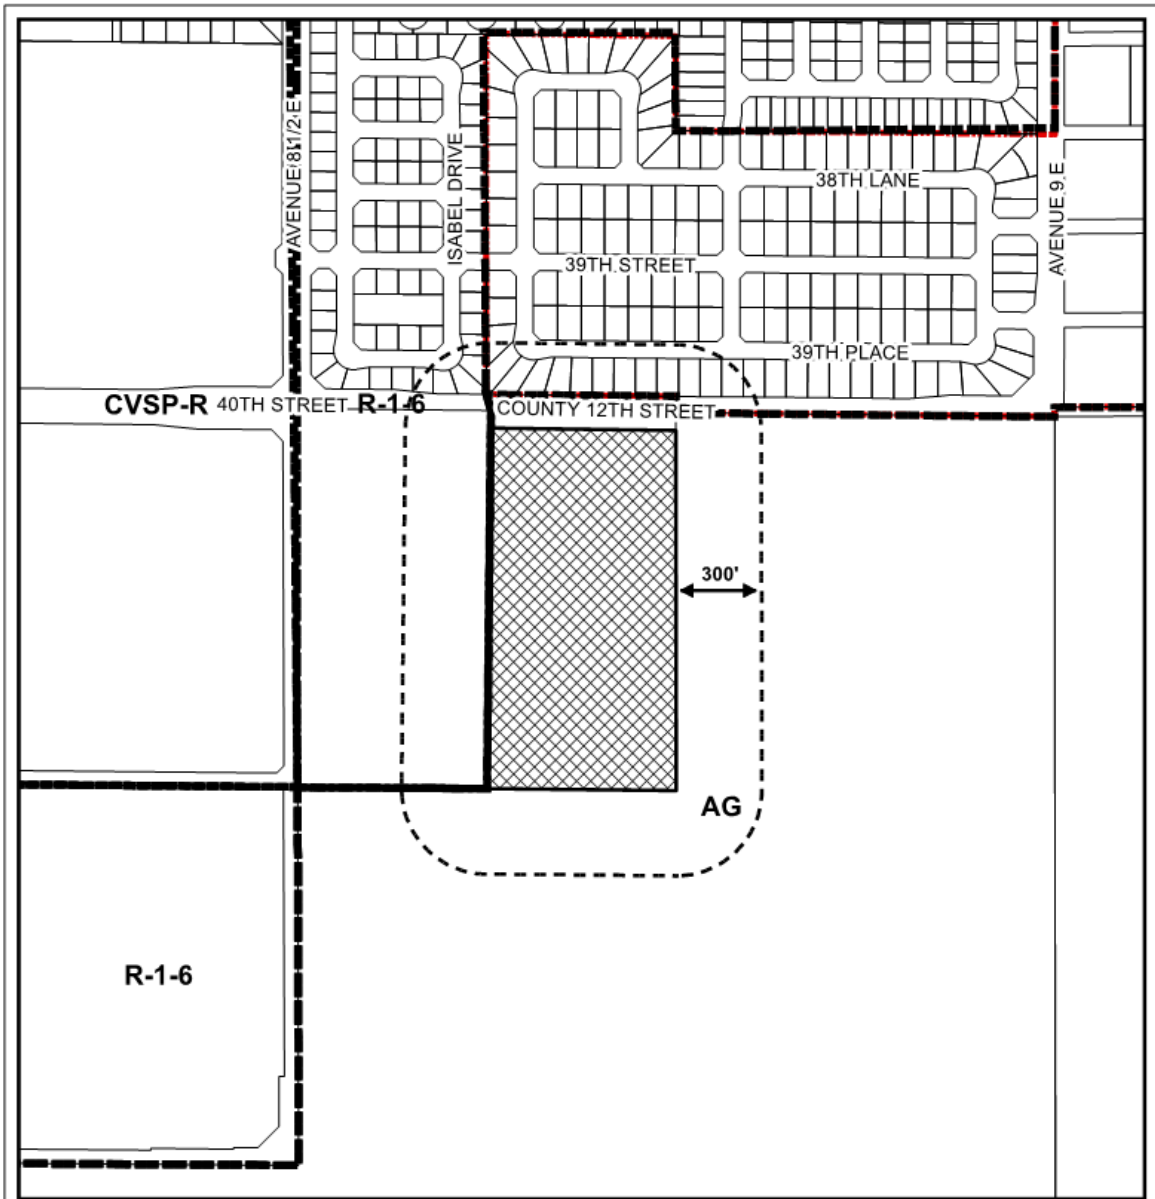 AVENUE 8 1/2 E
ISABEL DRIVE
38TH LANE
AVENUE 9 E
39TH STREET
39TH PLACE
CVSP-R
40TH STREET
R-1-6
COUNTY 12TH STREET
300'
AG
R-1-6